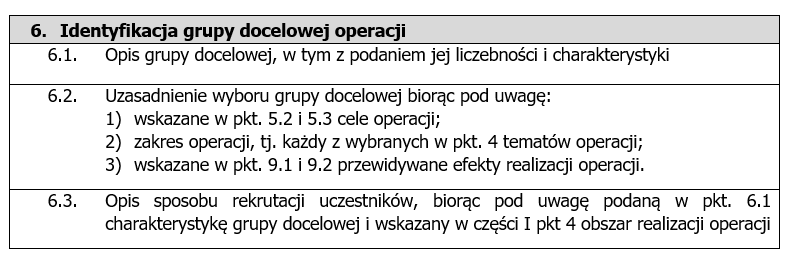 6. Identyfikacja grupy docelowej operacji
6.1. Opis grupy docelowej, w tym z podaniem jej liczebności i charakterystyki
6.2. Uzasadnienie wyboru grupy docelowej biorąc pod uwagę:
1) wskazane w pkt. 5.2 i 5.3 cele operacji;
2) zakres operacji, tj. każdy z wybranych w pkt. 4 tematów operacji;
3) wskazane w pkt. 9.1 i 9.2 przewidywane efekty realizacji operacji.
6.3. Opis sposobu rekrutacji uczestników, biorąc pod uwagę podaną w pkt. 6.1
charakterystykę grupy docelowej i wskazany w części I pkt 4 obszar realizacji operacji